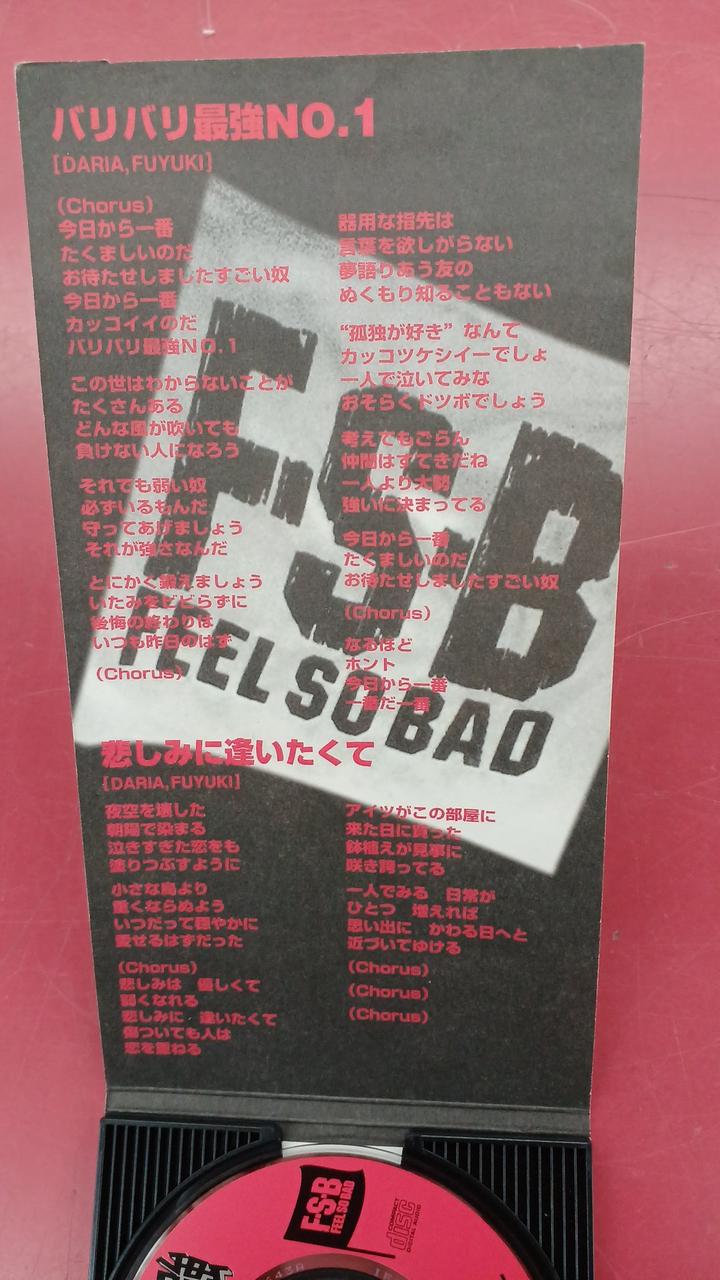 バリバリ最強NO.1
[DARIA,FUYUKI]
(Chorus)
今日から一番
たくましいのだ
お待たせしましたすごい奴
今日から一番
カッコイイのだ
バリバリ最強NO.1
この世はわからないことが
たくさんある
どんな風が吹いても
負けない人になろう
それでも弱い奴
必ずいるもんだ
守ってあげましょう
それが強さなんだ
とにかく鍛えましょう
いたみをビビらずに
後悔の終わりは
いつも昨日のはず
(Chorus)
器用な指先は
言葉を欲しがらない
夢語りあう友の
ぬくもり知ることもない
“孤独が好き”なんて
カッコツケシイーでしょ
一人で泣いてみな
おそらくドツボでしょう
考えてもごらん
仲間はすてきだね
一人より大勢
強いに決まってる
今日から一番
たくましいのだ
お待たせしましたすごい奴
(Chorus)
なるほど
ホント
今日から一番
一番だ一番
F·S·B
FEEL SO BAD
悲しみに逢いたくて
[DARIA,FUYUKI]
夜空を壊した
朝陽で染まる
泣きすぎた恋をも
塗りつぶすように
小さな鳥より
重くならぬよう
いつだって穏やかに
愛せるはずだった
(Chorus)
悲しみは　優しくて
弱くなれる
悲しみに　逢いたくて
傷ついても人は
恋を重ねる
アイツがこの部屋に
来た日に買った
鉢植えが見事に
咲き誇ってる
一人でみる　日常が
ひとつ　増えれば
思い出に　かわる日へと
近づいてゆける
(Chorus)
(Chorus)
(Chorus)
F·S·B
FEEL SO BAD
COMPACT
disc
DIGITAL AUDIO